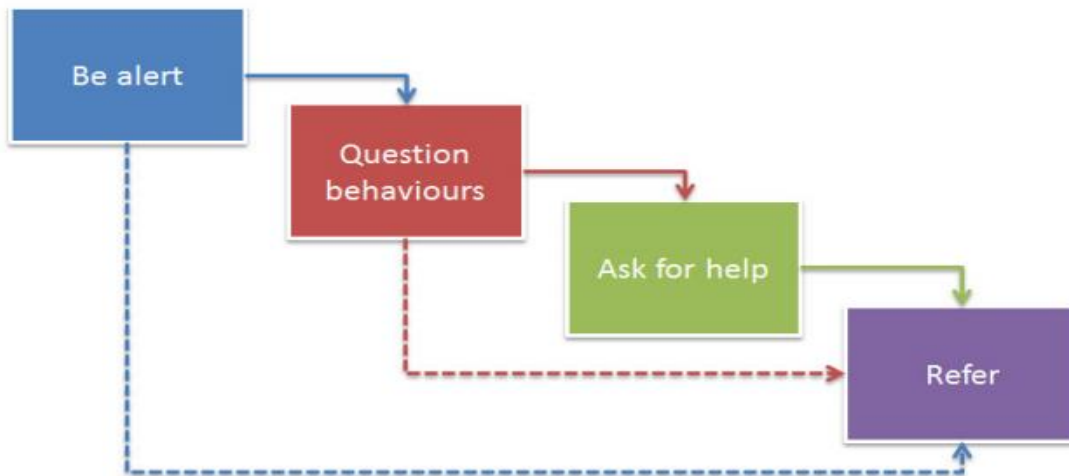 Be alert
Question
behaviours
Ask for help
Refer